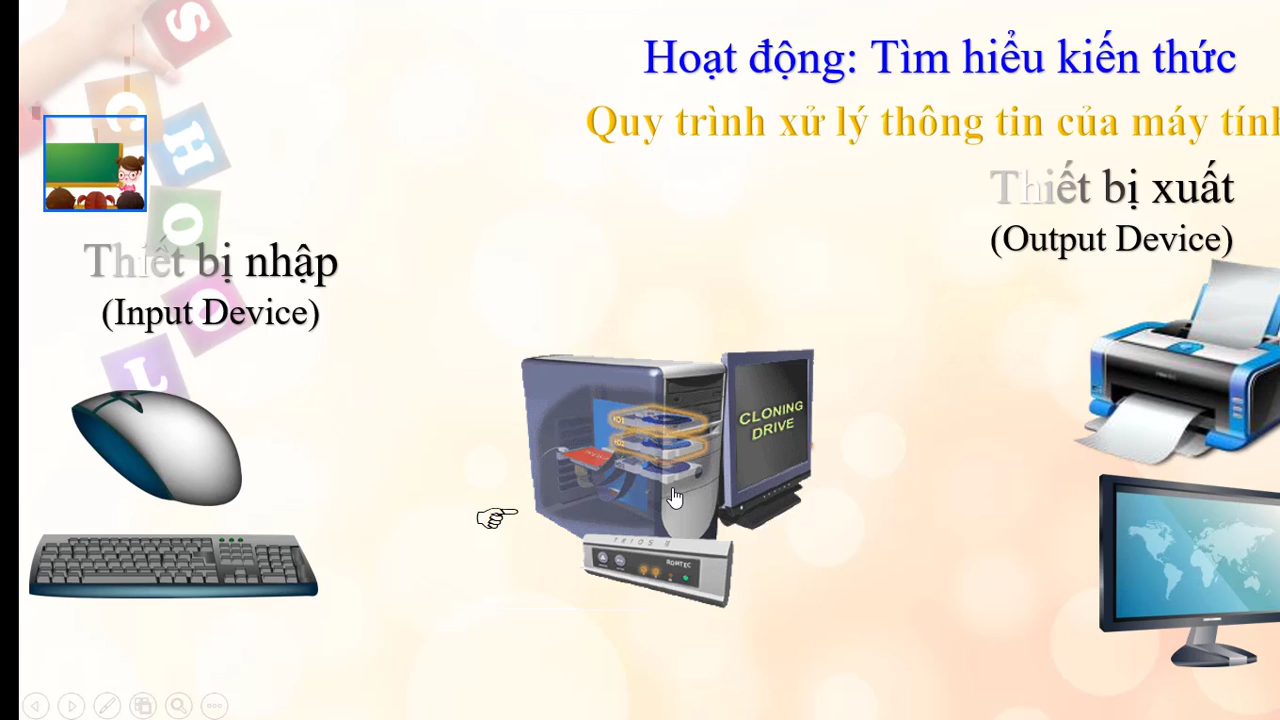 Hoạt động: Tìm hiểu kiến thức
Quy trình xử lý thông tin của máy tính
Thiết bị xuất
(Output Device)
Thiết bị nhập
(Input Device)
S
C
H
O
O
L
CLONING
DRIVE
ROMTEC